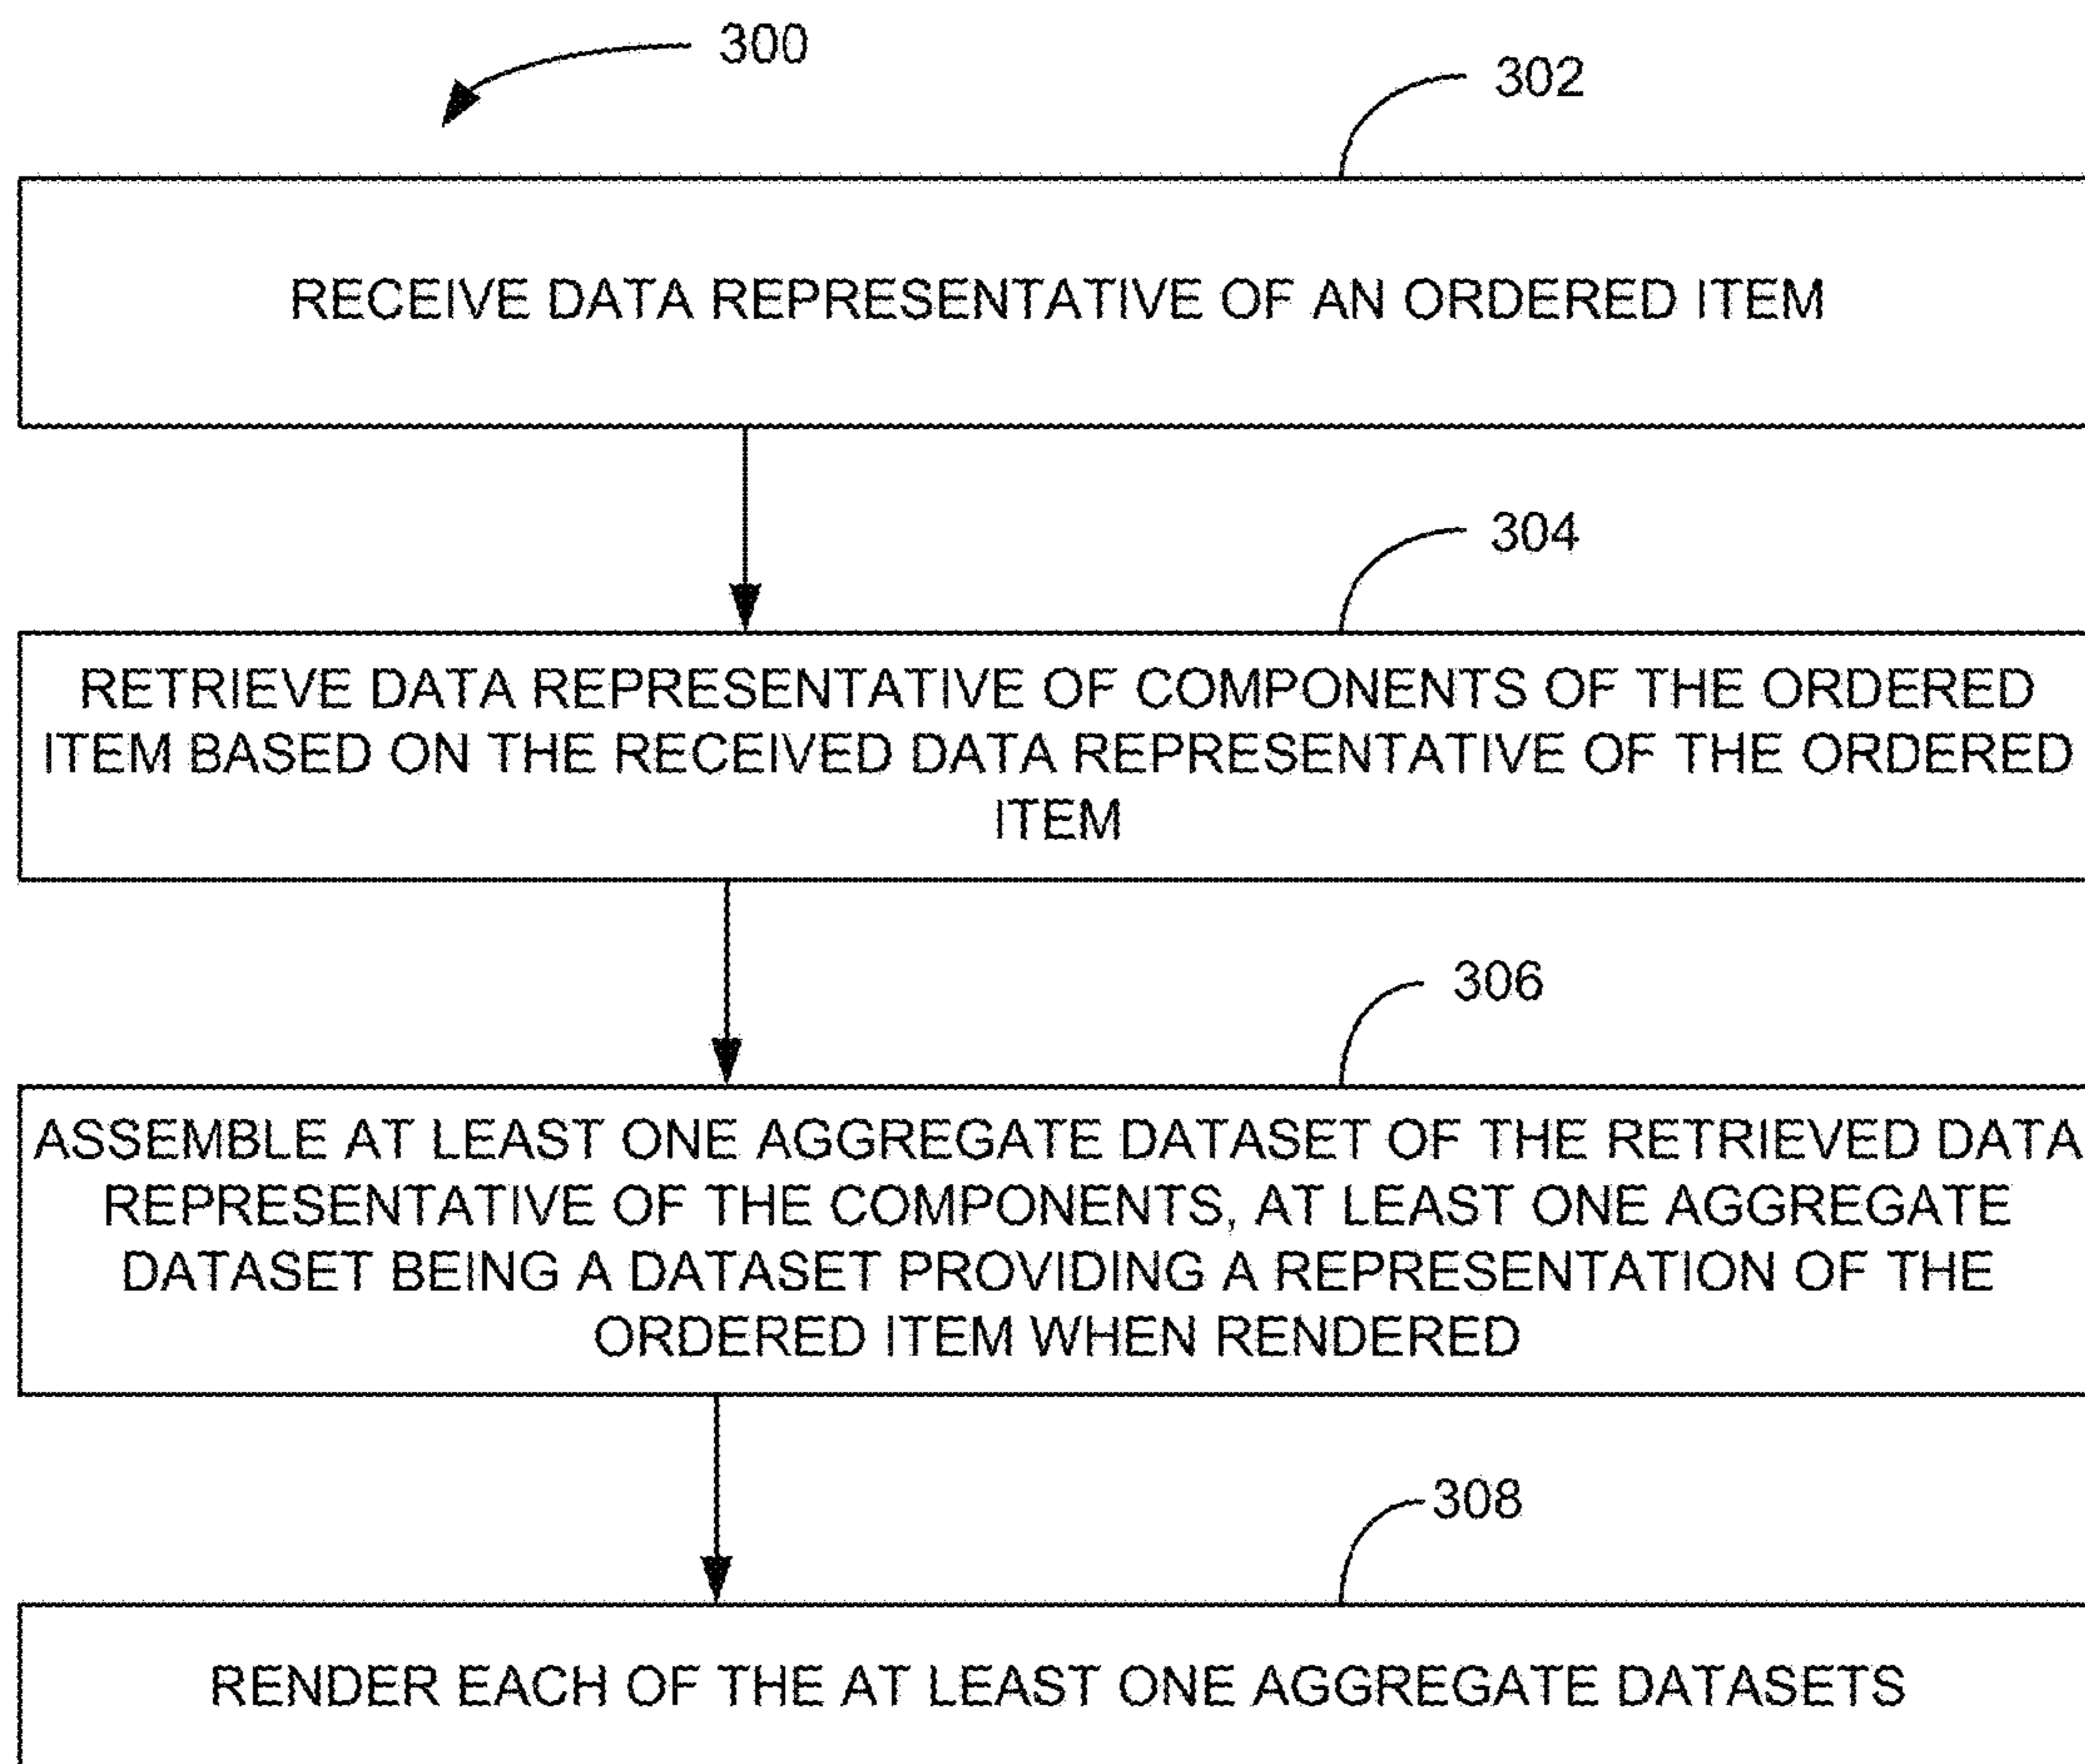 300
302
RECEIVE DATA REPRESENTATIVE OF AN ORDERED ITEM
304
RETRIEVE DATA REPRESENTATIVE OF COMPONENTS OF THE ORDERED
ITEM BASED ON THE RECEIVED DATA REPRESENTATIVE OF THE ORDERED
ITEM
306
ASSEMBLE AT LEAST ONE AGGREGATE DATASET OF THE RETRIEVED DATA
REPRESENTATIVE OF THE COMPONENTS, AT LEAST ONE AGGREGATE
DATASET BEING A DATASET PROVIDING A REPRESENTATION OF THE
ORDERED ITEM WHEN RENDERED
308
RENDER EACH OF THE AT LEAST ONE AGGREGATE DATASETS